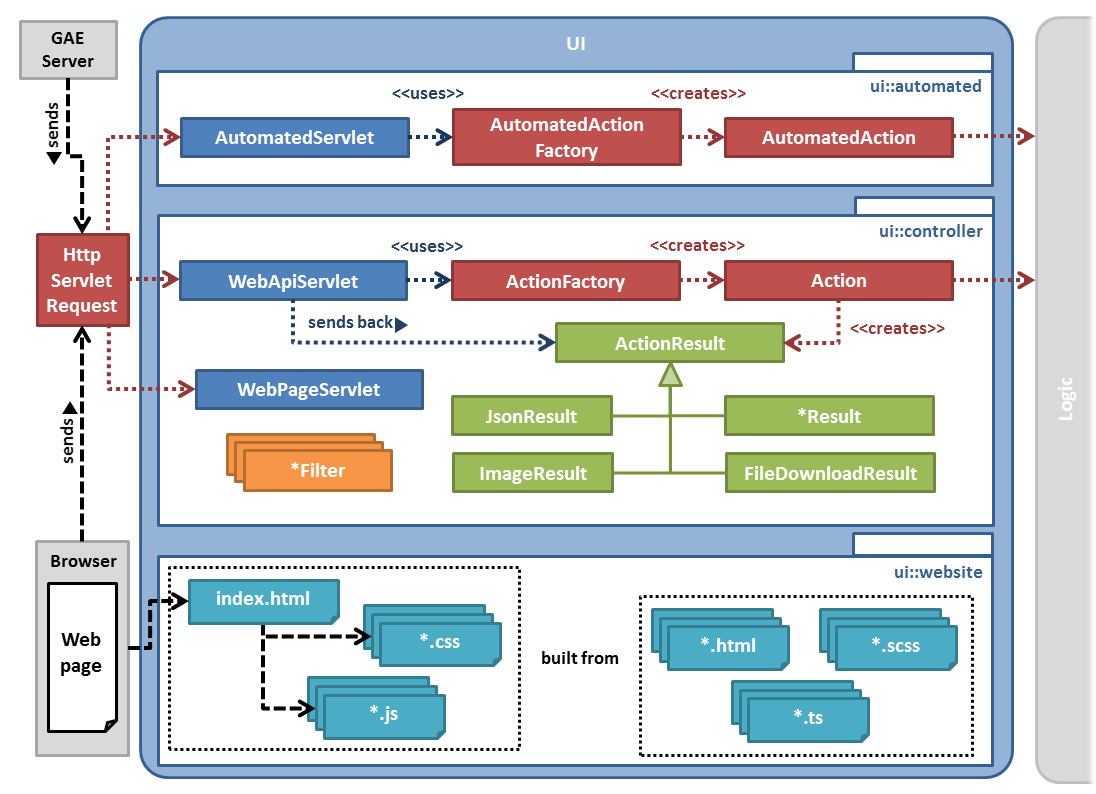 GAE
Server
UI
ui::automated
<<uses>>
<<creates>>
sends
AutomatedServlet
AutomatedAction
Factory
AutomatedAction
ui::controller
<<uses>>
<<creates>>
Http
Servlet
Request
WebApiServlet
ActionFactory
Action
sends back
<<creates>>
ActionResult
WebPageServlet
Logic
sends
JsonResult
*Result
*Filter
ImageResult
FileDownloadResult
Browser
ui::website
index.html
Web
page
*.css
built from
*.html
*.scss
*.js
*.ts